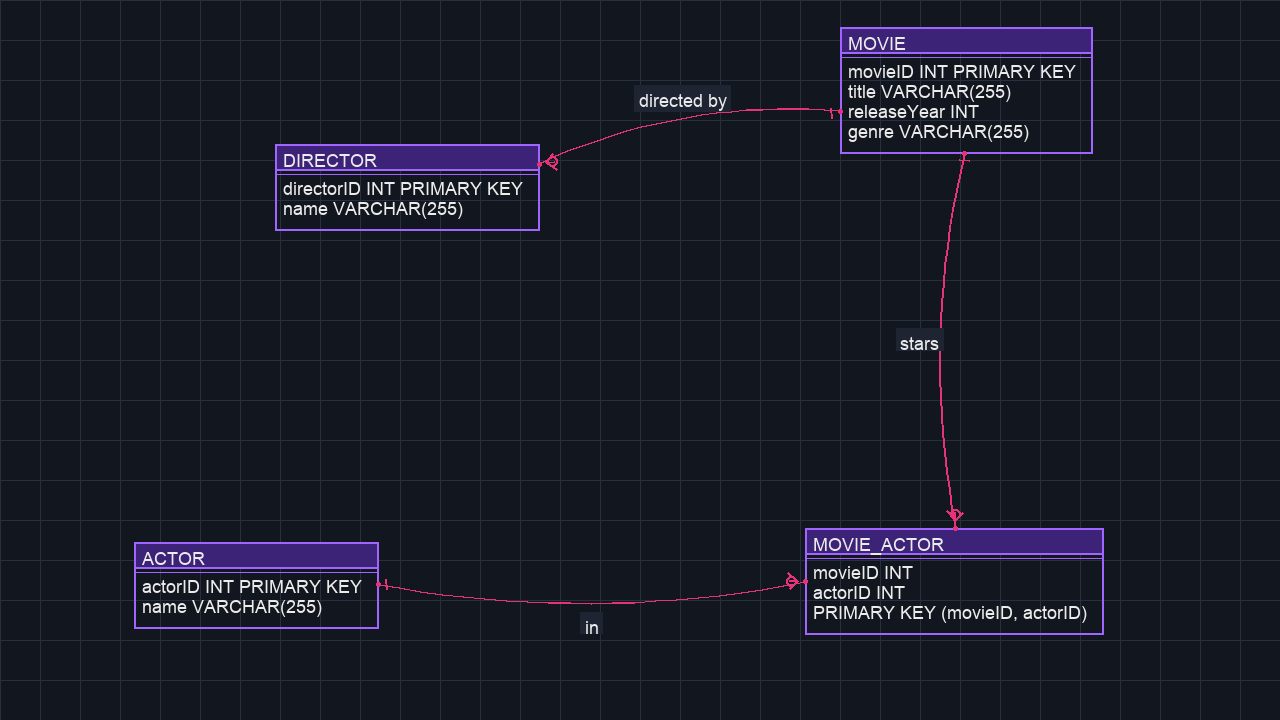 MOVIE
movieID INT PRIMARY KEY
title VARCHAR(255)
releaseYear INT
genre VARCHAR(255)
directed by
DIRECTOR
directorID INT PRIMARY KEY
name VARCHAR(255)
stars
ACTOR
actorID INT PRIMARY KEY
name VARCHAR(255)
in
MOVIE_ACTOR
movieID INT
actorID INT
PRIMARY KEY (movieID, actorID)